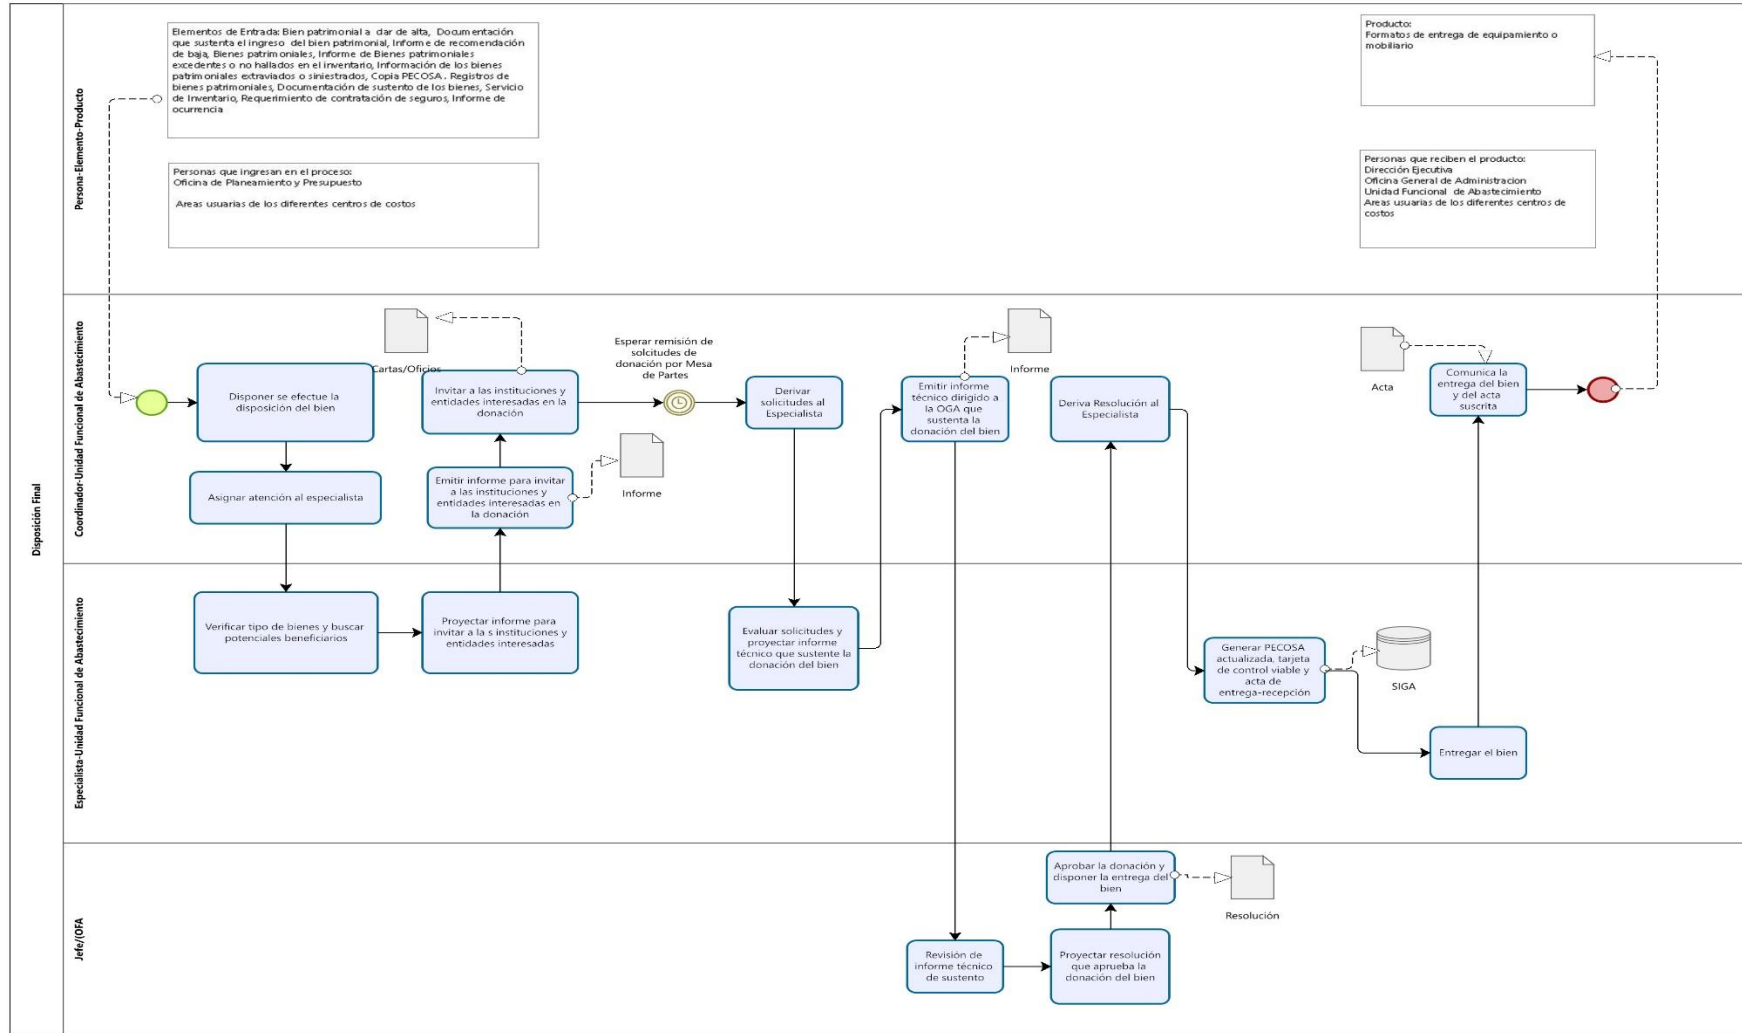 Disposición Final
Persona-Elemento-Producto
Elementos de Entrada: Bien patrimonial a dar de alta, Documentación
que sustenta el ingreso del bien patrimonial, Informe de recomendación
de baja, Bienes patrimoniales, Informe de Bienes patrimoniales
excedentes o no hallados en el inventario, Información de los bienes
patrimoniales extraviados o siniestrados, Copia PECOSA . Registros de
bienes patrimoniales, Documentación de sustento de los bienes, Servicio
de Inventario, Requerimiento de contratación de seguros, Informe de
ocurrencia
Personas que ingresan en el proceso:
Oficina de Planeamiento y Presupuesto
Areas usuarias de los diferentes centros de costos
Producto:
Formatos de entrega de equipamiento o
mobiliario
Personas que reciben el producto:
Dirección Ejecutiva
Oficina General de Administracion
Unidad Funcional de Abastecimiento
Areas usuarias de los diferentes centros de
costos
Coordinador-Unidad Funcional de Abastecimiento
Disponer se efectue la
disposición del bien
Asignar atención al especialista
Cartas/Oficios
Invitar a las instituciones y
entidades interesadas en la
donación
Emitir informe para invitar
a las instituciones y
entidades interesadas en
la donación
Informe
Esperar remisión de
solcitudes de
donación por Mesa
de Partes
Derivar
solicitudes al
Especialista
Emitir informe
técnico dirigido a
la OGA que
sustenta la
donación del bien
Informe
Deriva Resolución al
Especialista
Acta
Comunica la
entrega del bien
y del acta
suscrita
Especialista-Unidad Funcional de Abastecimiento
Verificar tipo de bienes y buscar
potenciales beneficiarios
Proyectar informe para
invitar a la s instituciones y
entidades interesadas
Evaluar solicitudes y
proyectar informe
técnico que sustente la
donación del bien
Generar PECOSA
actualizada, tarjeta
de control viable y
acta de
entrega-recepción
SIGA
Entregar el bien
Jefe/(OFA
Aprobar la donación y
disponer la entrega del
bien
Resolución
Revisión de
informe técnico
de sustento
Proyectar resolución
que aprueba la
donación del bien